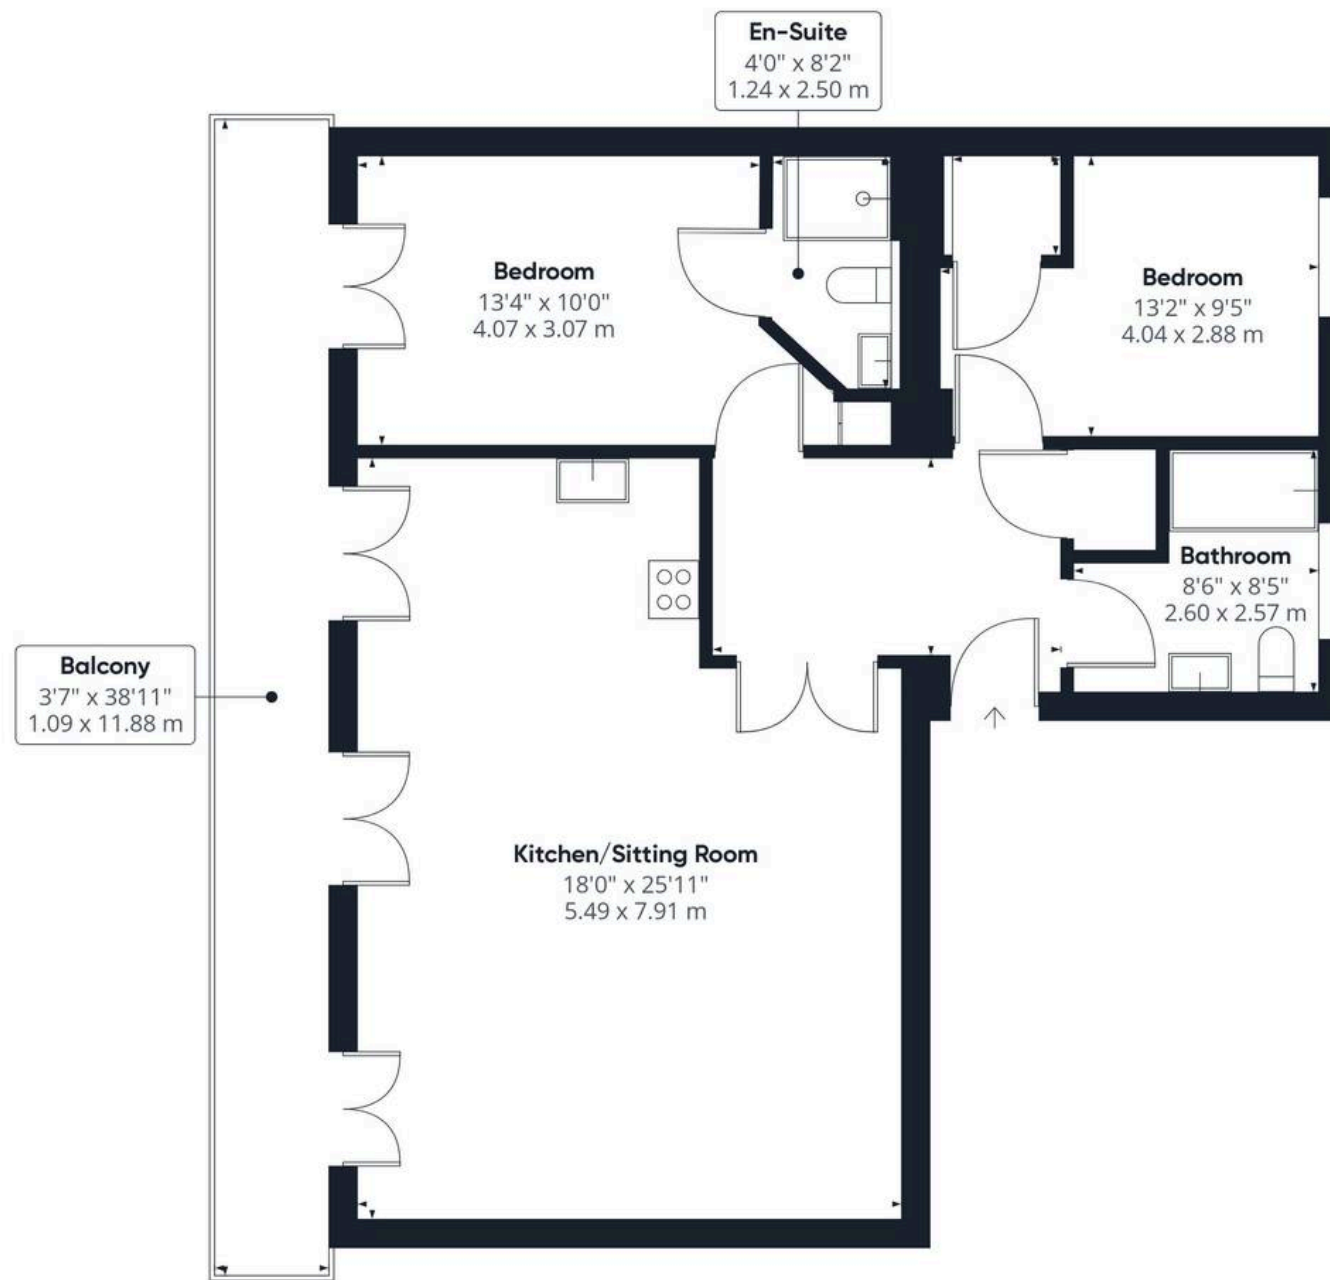 En-Suite
4'0" x 8'2"
1.24 x 2.50 m
Bedroom
13'4" x 10'0"
4.07 x 3.07 m
Bedroom
13'2" x 9'5"
4.04 x 2.88 m
Bathroom
8'6" x 8'5"
2.60 x 2.57 m
Balcony
3'7" x 38'11"
1.09 x 11.88 m
Kitchen/Sitting Room
18'0" x 25'11"
5.49 x 7.91 m